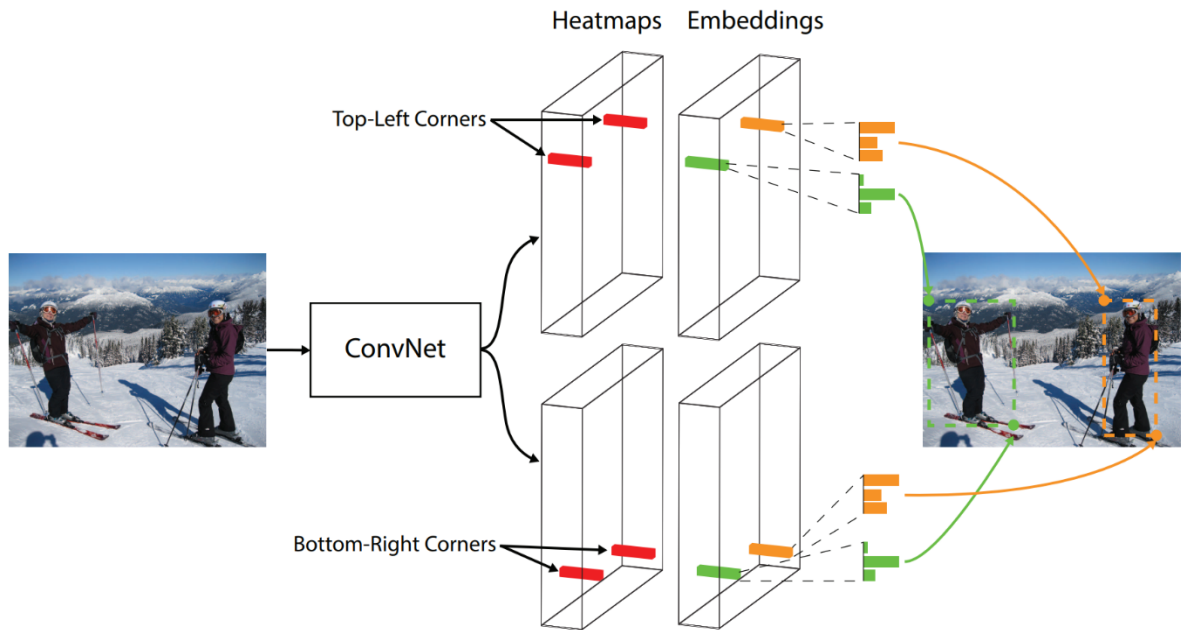 Heatmaps
Embeddings
Top-Left Corners
ConvNet
Bottom-Right Corners